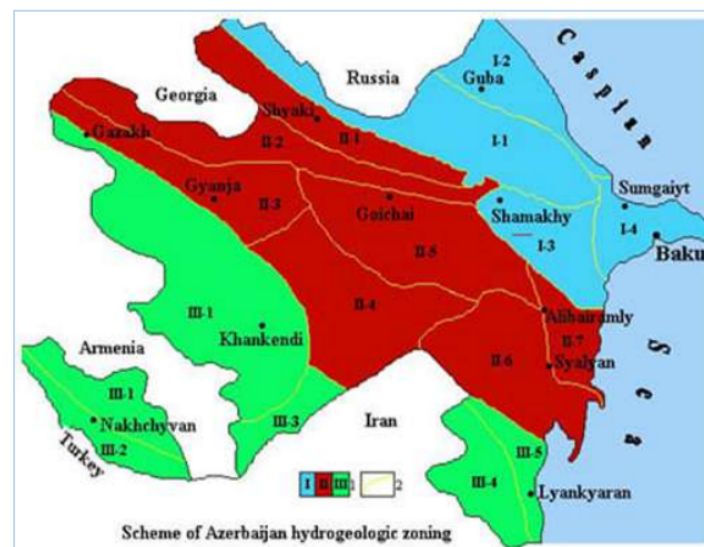 Caspian
Sea
Russia
I-2
Guba
Georgia
Shyaki
II-1
I-1
Gazakh
II-2
Gyanja
II-3
Goichai
Shamakhy
Sumgaiyt
I-4
Baku
I-3
II-5
III-1
II-4
Alibairamly
II-7
Khankendi
II-6
Syalyan
Armenia
III-1
Nakhchyvan
III-2
Turkey
III-3
Iran
III-5
III-4
Lyankyaran
I II III 1 2
Scheme of Azerbaijan hydrogeologic zoning